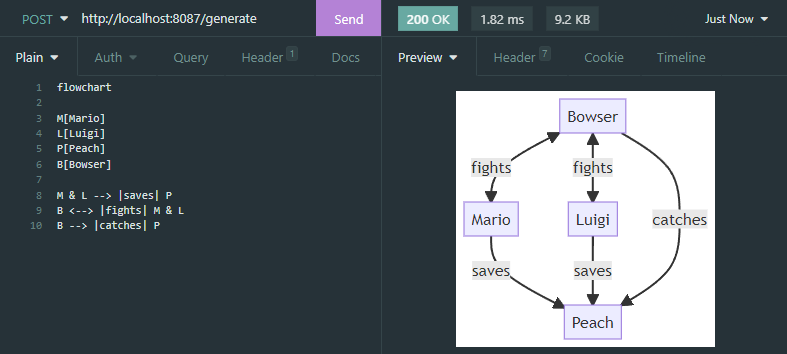 POST http://localhost:8087/generate Send 200 OK 1.82 ms 9.2 KB Just Now
Plain Auth Query Header 1 Docs Preview Header 7 Cookie Timeline
1 flowchart
2
3 M[Mario]
4 L[Luigi]
5 P[Peach]
6 B[Bowser]
7
8 M & L --> |saves| P
9 B <--> |fights| M & L
10 B --> |catches| P
Bowser
fights fights
Mario Luigi catches
saves saves
Peach